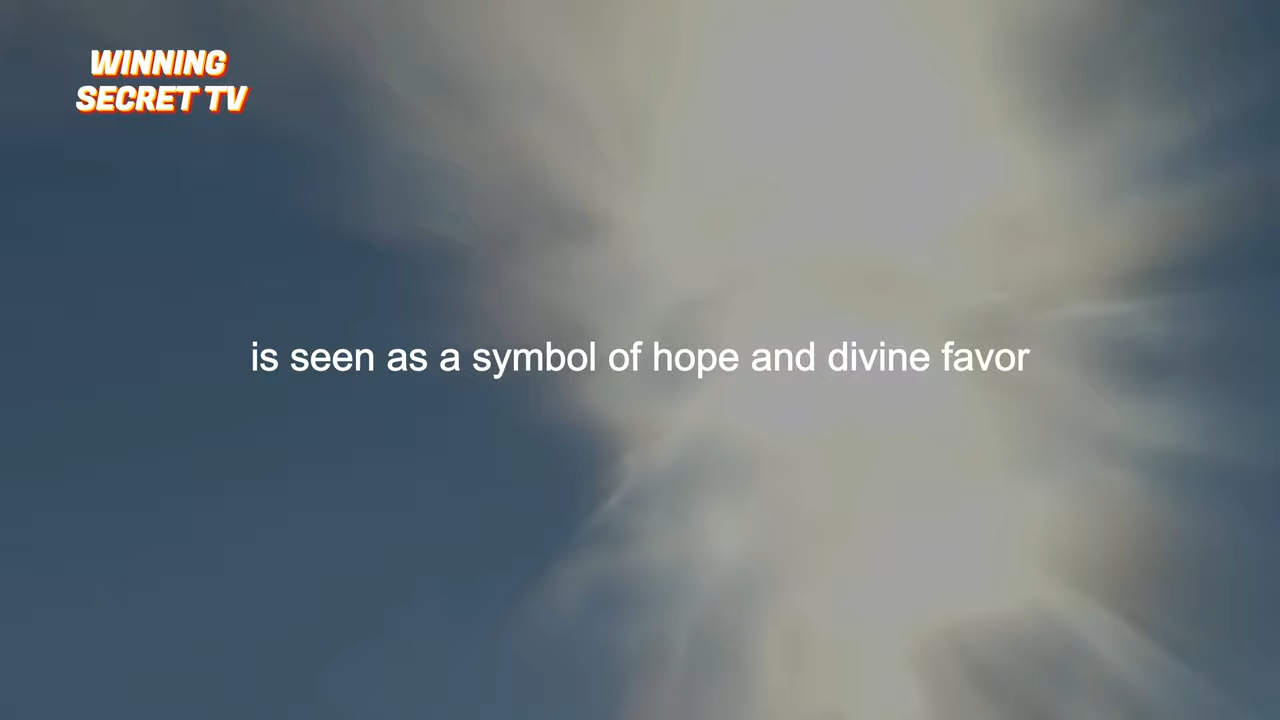 WINNING
SECRET TV
is seen as a symbol of hope and divine favor